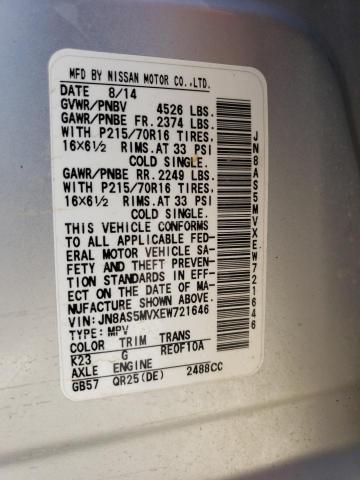 MFD BY NISSAN MOTOR CO.,LTD.
DATE 8/14
GVWR/PNBV 4526 LBS.
GAWR/PNBE FR. 2374 LBS.
WITH P215/70R16 TIRES,
16×6½ RIMS.AT 33 PSI
COLD SINGLE.
GAWR/PNBE RR. 2249 LBS.
WITH P215/70R16 TIRES,
16×6½ RIMS.AT 33 PSI
COLD SINGLE.
THIS VEHICLE CONFORMS
TO ALL APPLICABLE FED-
ERAL MOTOR VEHICLE SA-
FETY AND THEFT PREVEN-
TION STANDARDS IN EFF-
ECT ON THE DATE OF MA-
NUFACTURE SHOWN ABOVE.
VIN: JN8AS5MVXEW721646
TYPE: MPV
COLOR TRIM TRANS
K23 G RE0F10A
AXLE ENGINE
GB57 QR25(DE) 2488CC
JN8AS5MVXEW721646